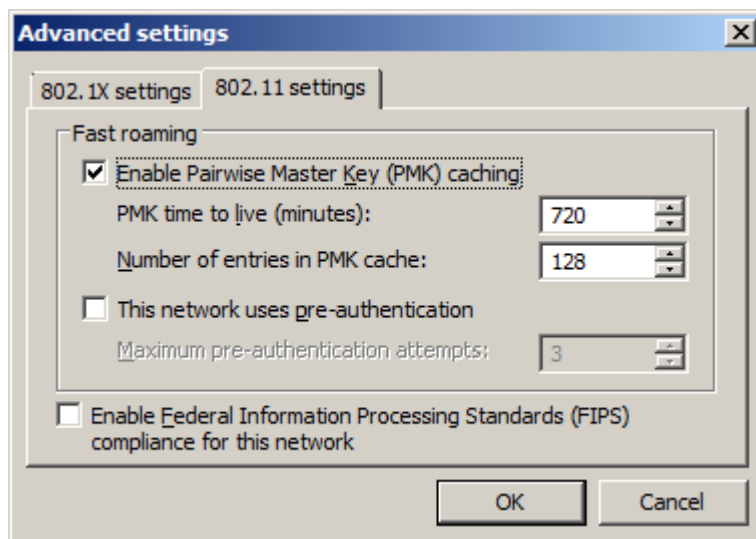 Advanced settings
802.1X settings
802.11 settings
Fast roaming
Enable Pairwise Master Key (PMK) caching
PMK time to live (minutes):
720
Number of entries in PMK cache:
128
This network uses pre-authentication
Maximum pre-authentication attempts:
3
Enable Federal Information Processing Standards (FIPS)
compliance for this network
OK
Cancel